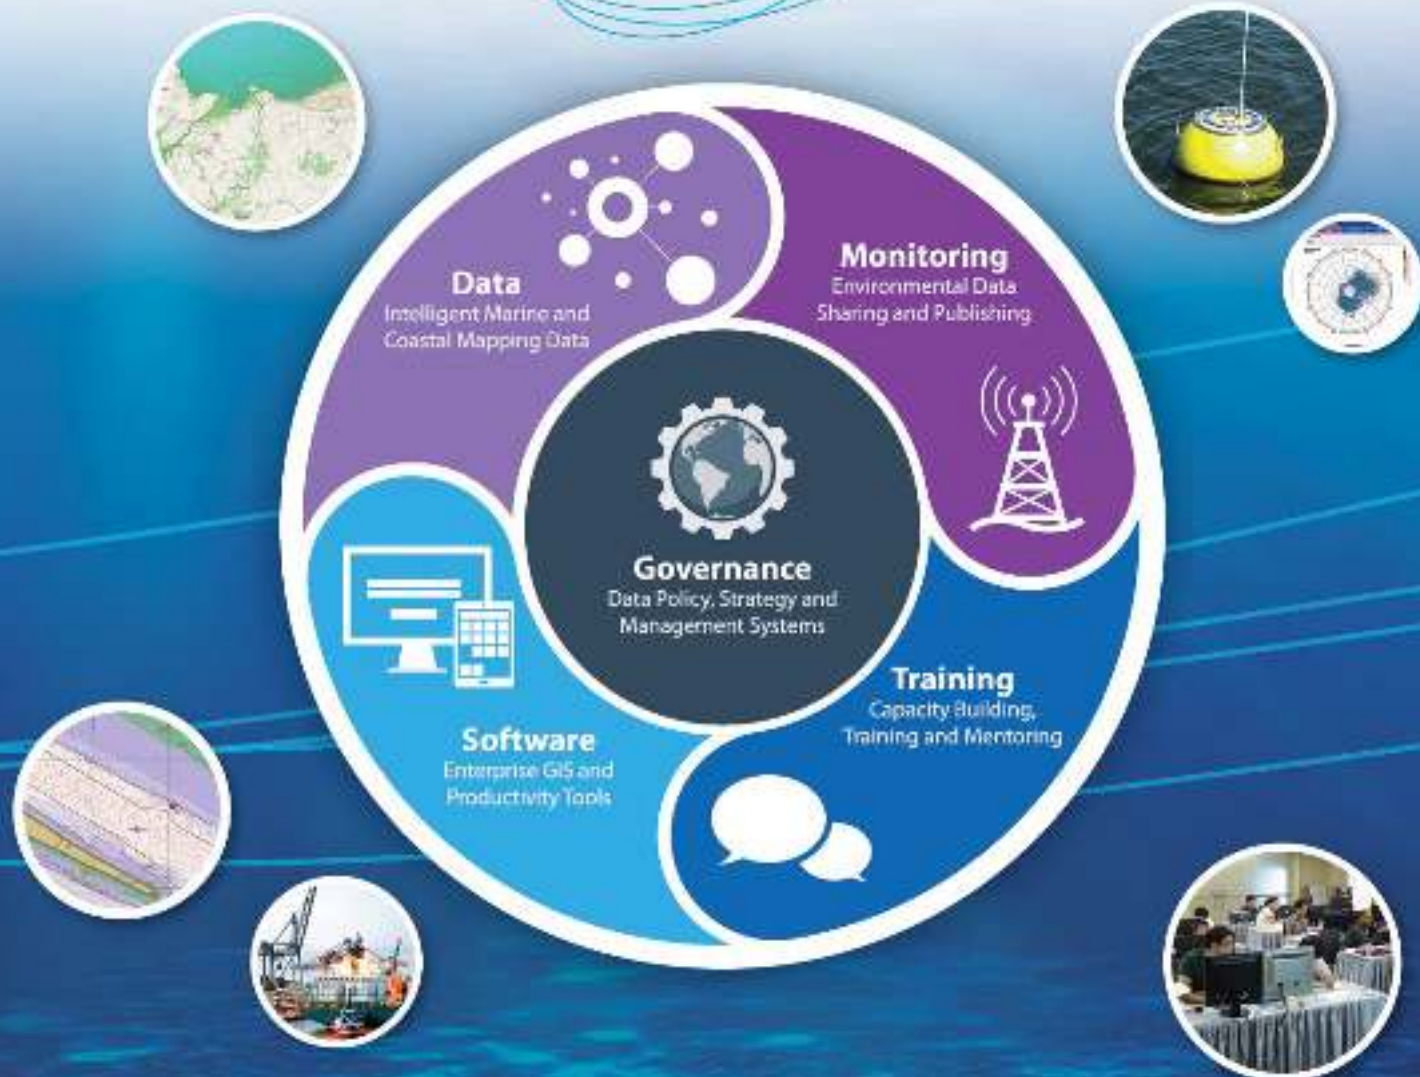 Data
Intelligent Marine and
Coastal Mapping Data
Monitoring
Environmental Data
Sharing and Publishing
Governance
Data Policy, Strategy and
Management Systems
Software
Enterprise GIS and
Productivity Tools
Training
Capacity Building,
Training and Mentoring